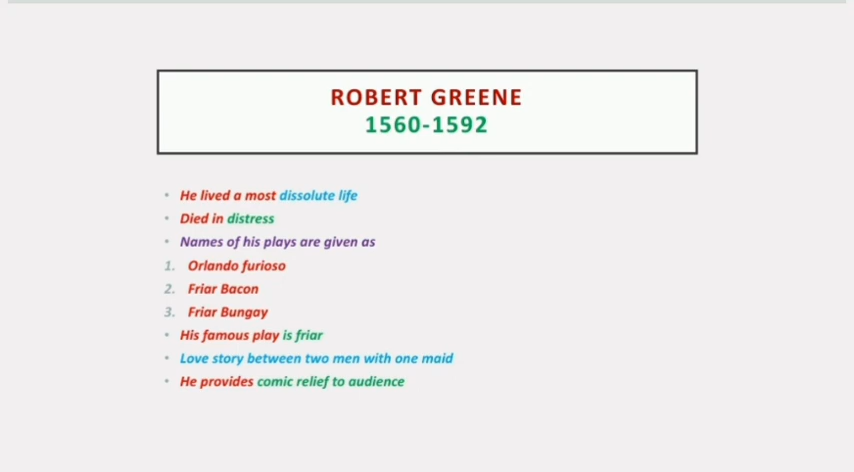 ROBERT GREENE
1560-1592
• He lived a most dissolute life
• Died in distress
• Names of his plays are given as
1. Orlando furioso
2. Friar Bacon
3. Friar Bungay
• His famous play is friar
• Love story between two men with one maid
• He provides comic relief to audience